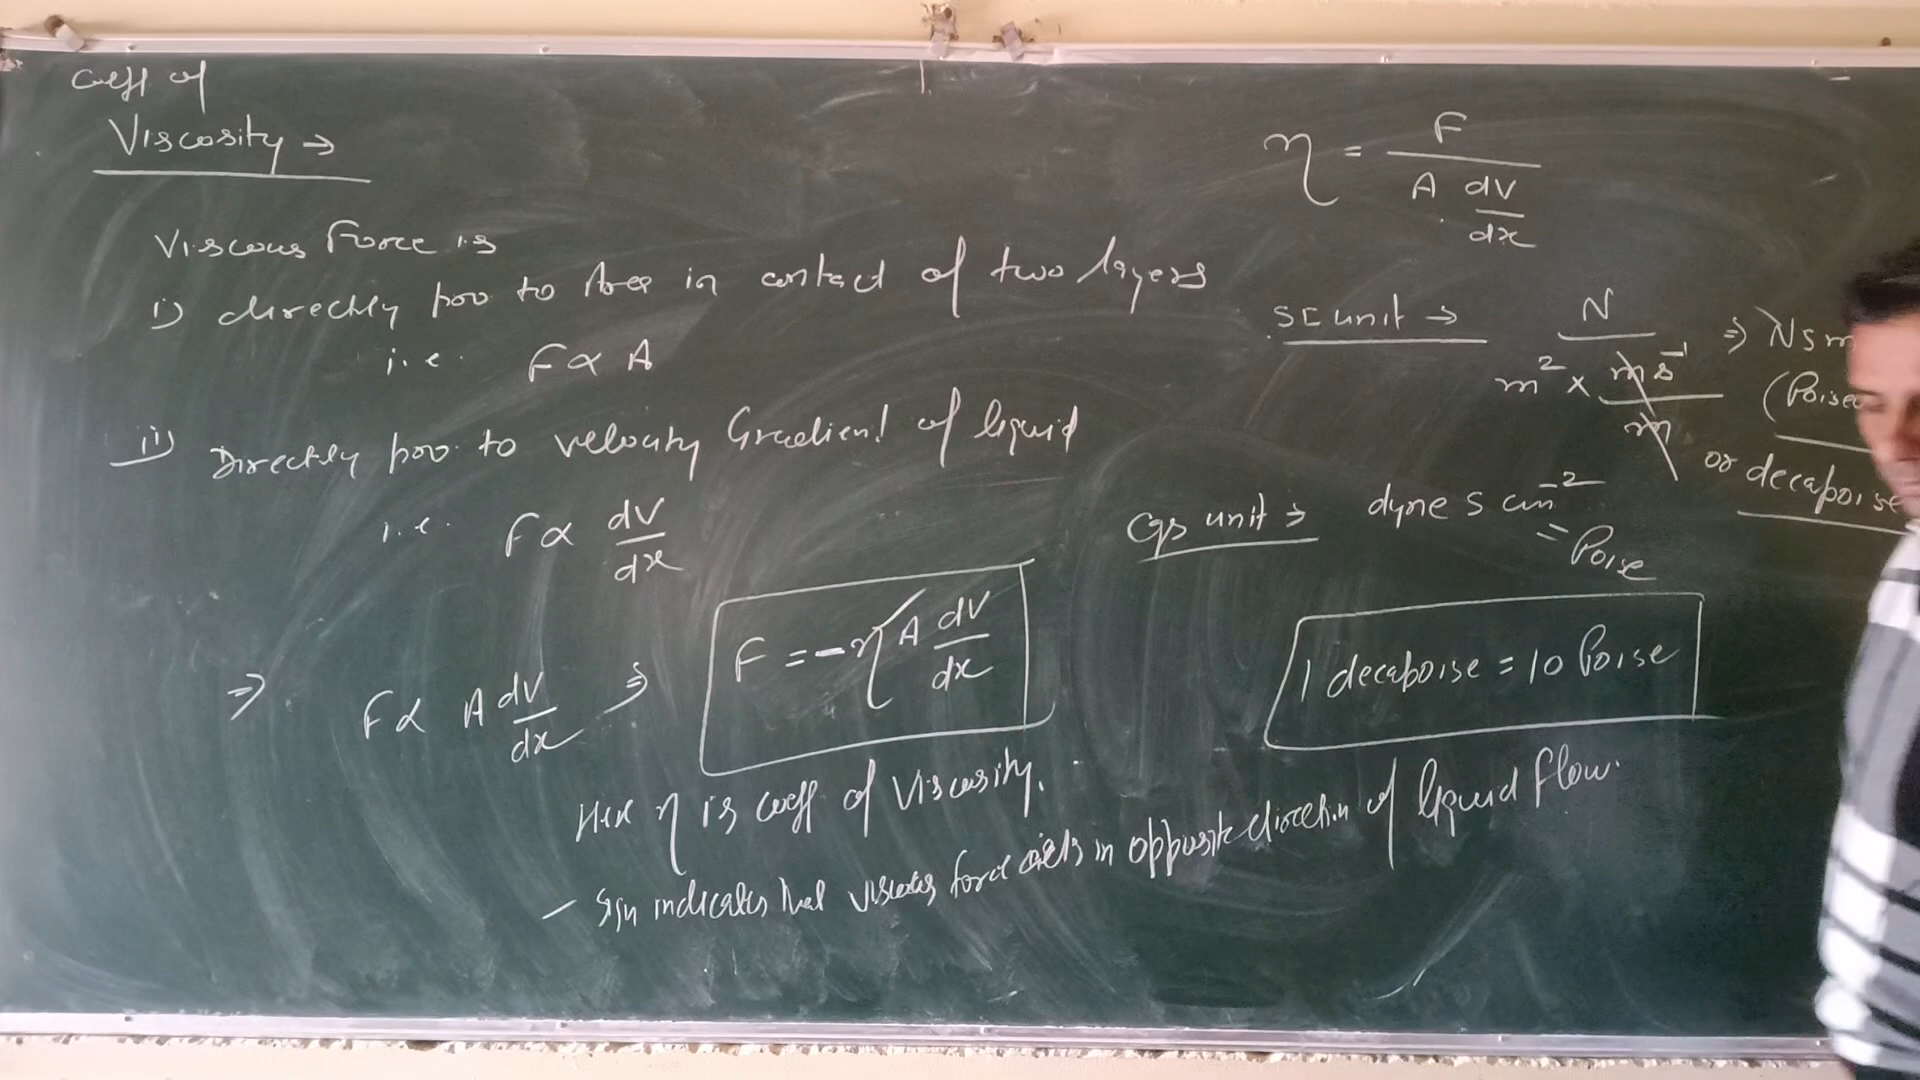 Coeff. of
Viscosity →
Viscous Force is
i) directly pro to Area in contact of two layers
i.e. F ∝ A
ii) Directly pro. to velocity Gradient of liquid
i.e. F ∝ dv/dx
⇒ F ∝ A dv/dx ⇒ F = -η A dv/dx
Here η is coeff of Viscosity.
- sign indicates that viscous force acts in opposite direction of liquid flow.
η = F / A dv/dx
SI unit → N / m² × m s⁻¹ / m ⇒ N s m
(Poise
or decapoise
Cgs unit ⇒ dyne s cm⁻²
= Poise
1 decapoise = 10 Poise